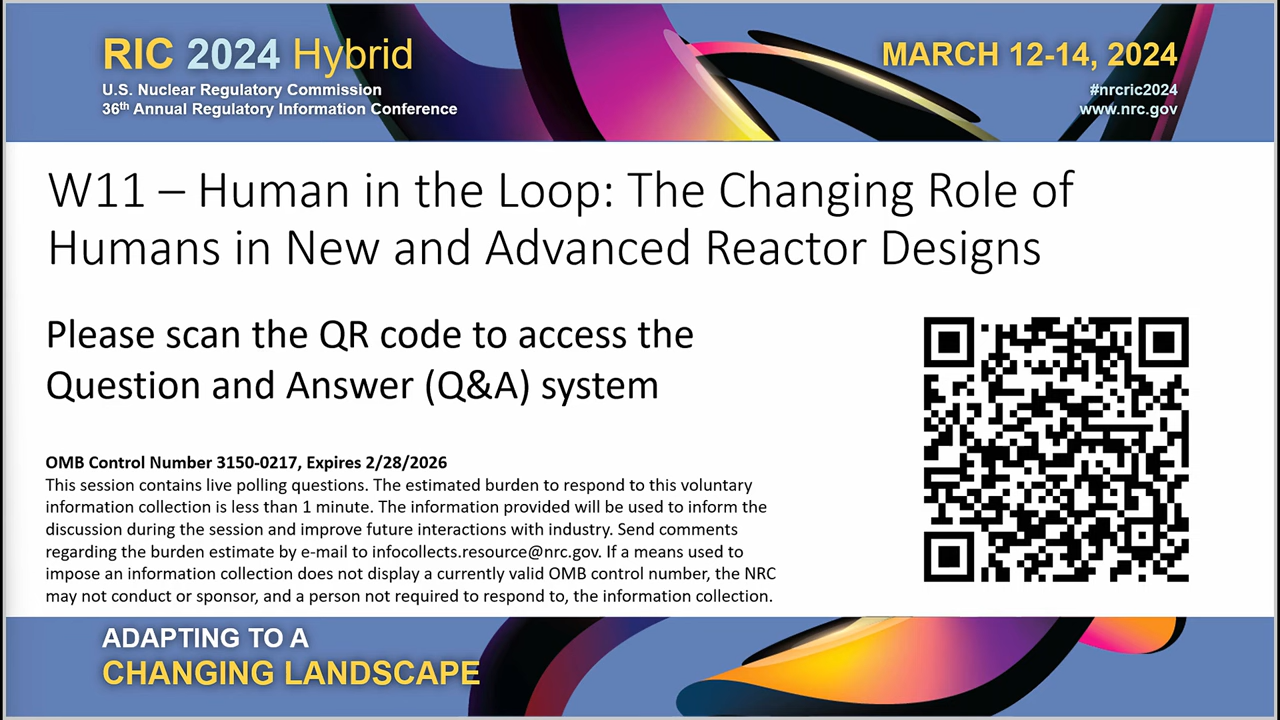 RIC 2024 Hybrid
U.S. Nuclear Regulatory Commission
36th Annual Regulatory Information Conference
MARCH 12-14, 2024
#nrcric2024
www.nrc.gov
W11 – Human in the Loop: The Changing Role of
Humans in New and Advanced Reactor Designs
Please scan the QR code to access the
Question and Answer (Q&A) system
OMB Control Number 3150-0217, Expires 2/28/2026
This session contains live polling questions. The estimated burden to respond to this voluntary
information collection is less than 1 minute. The information provided will be used to inform the
discussion during the session and improve future interactions with industry. Send comments
regarding the burden estimate by e-mail to infocollects.resource@nrc.gov. If a means used to
impose an information collection does not display a currently valid OMB control number, the NRC
may not conduct or sponsor, and a person not required to respond to, the information collection.
ADAPTING TO A
CHANGING LANDSCAPE